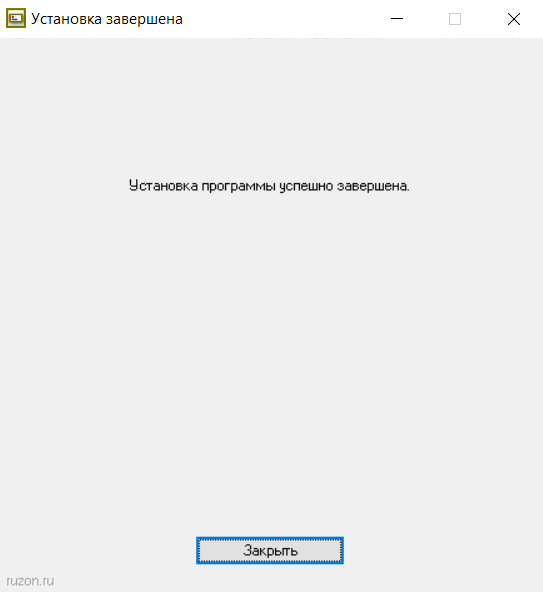 Установка завершена
Установка программы успешно завершена.
Закрыть
ruzon.ru